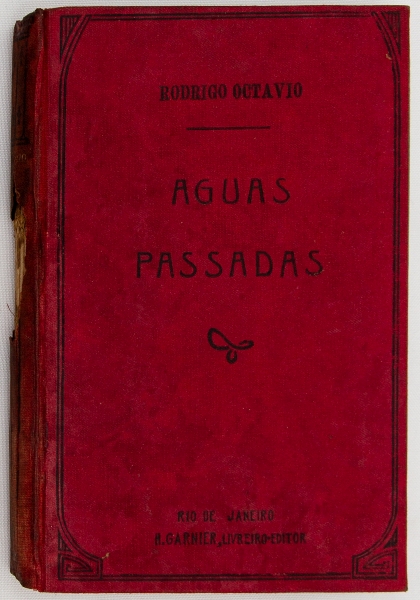 RODRIGO OCTAVIO
AGUAS
PASSADAS
RIO DE JANEIRO
H. GARNIER, LIVREIRO-EDITOR